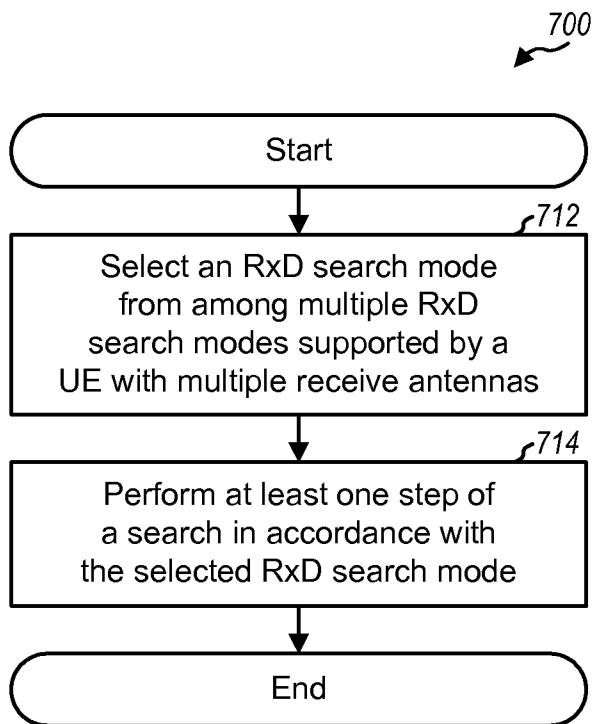 700
Start
712
Select an RxD search mode
from among multiple RxD
search modes supported by a
UE with multiple receive antennas
714
Perform at least one step of
a search in accordance with
the selected RxD search mode
End